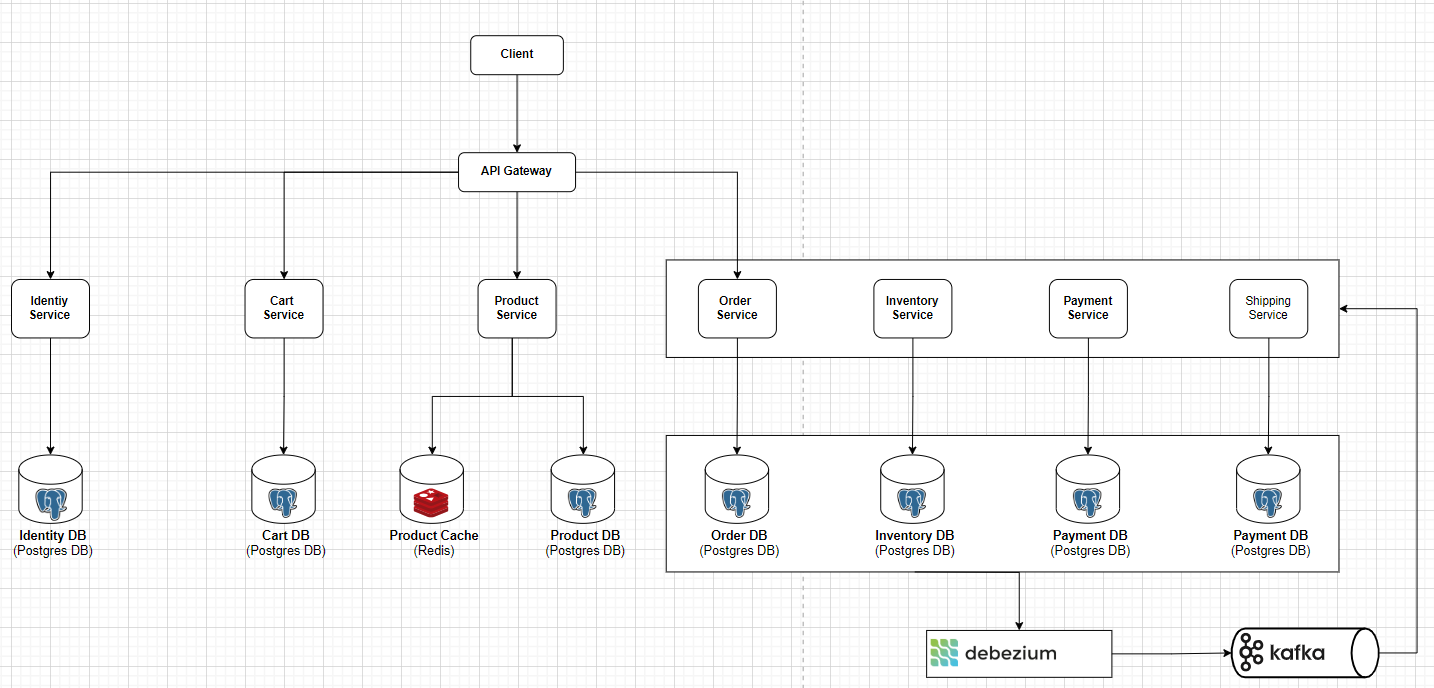 Client
API Gateway
Identiy
Service
Cart
Service
Product
Service
Order
Service
Inventory
Service
Payment
Service
Shipping
Service
Identity DB
(Postgres DB)
Cart DB
(Postgres DB)
Product Cache
(Redis)
Product DB
(Postgres DB)
Order DB
(Postgres DB)
Inventory DB
(Postgres DB)
Payment DB
(Postgres DB)
Payment DB
(Postgres DB)
debezium
kafka